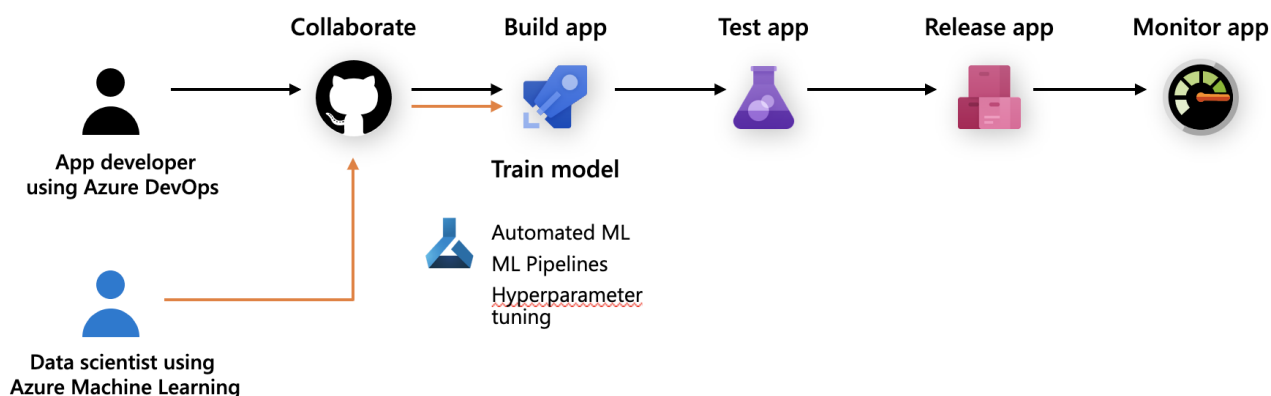 Collaborate
Build app
Test app
Release app
Monitor app
App developer
using Azure DevOps
Train model
Automated ML
ML Pipelines
Hyperparameter
tuning
Data scientist using
Azure Machine Learning